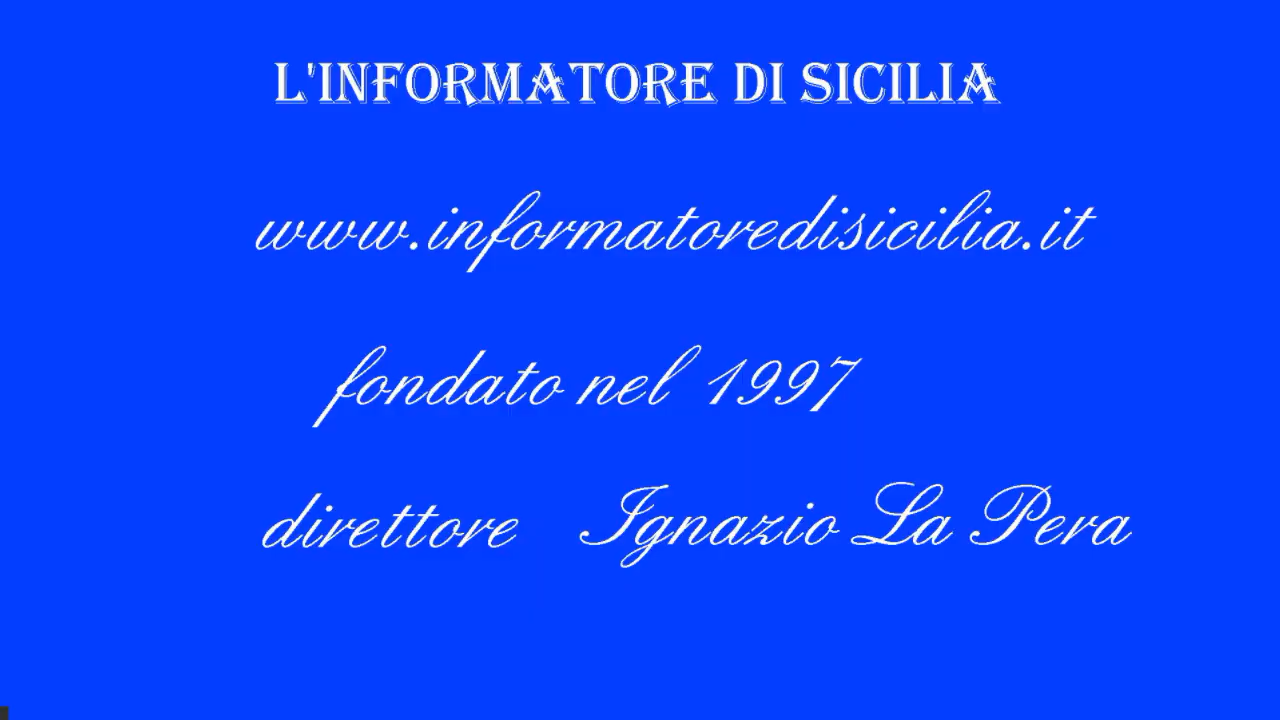 L'INFORMATORE DI SICILIA
www.informatoredisicilia.it
fondato nel 1997
direttore Ignazio La Pera